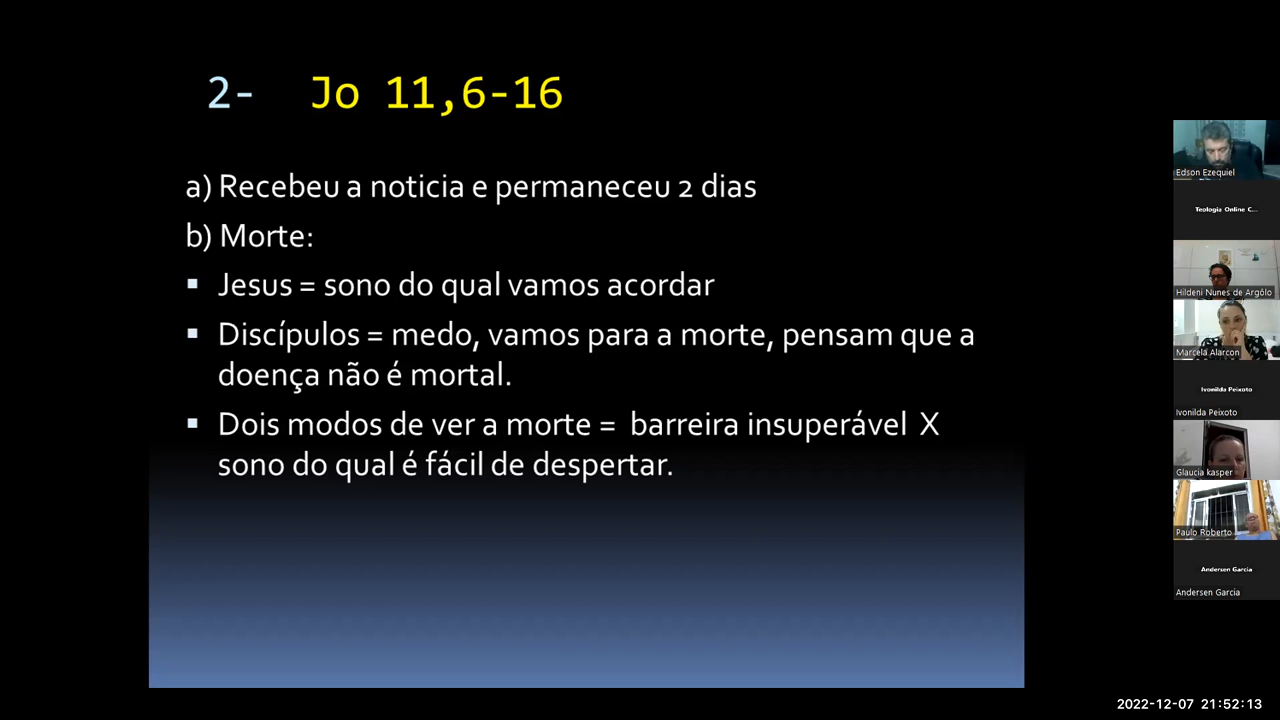 2- Jo 11,6-16
a) Recebeu a noticia e permaneceu 2 dias
b) Morte:
▪ Jesus = sono do qual vamos acordar
▪ Discípulos = medo, vamos para a morte, pensam que a
doença não é mortal.
▪ Dois modos de ver a morte = barreira insuperável X
sono do qual é fácil de despertar.
Edson Ezequiel
Teologia Online C...
Hildeni Nunes de Argôlo
Marcela Alarcon
Ivonilda Peixoto
Ivonilda Peixoto
Glaucia kasper
Paulo Roberto
Andersen Garcia
Andersen Garcia
2022-12-07 21:52:13